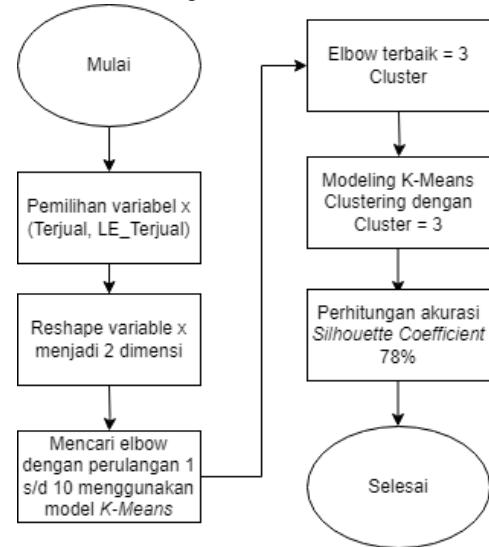 Mulai
Pemilihan variabel x
(Terjual, LE_Terjual)
Reshape variable x
menjadi 2 dimensi
Mencari elbow
dengan perulangan 1
s/d 10 menggunakan
model K-Means
Elbow terbaik = 3
Cluster
Modeling K-Means
Clustering dengan
Cluster = 3
Perhitungan akurasi
Silhouette Coefficient
78%
Selesai